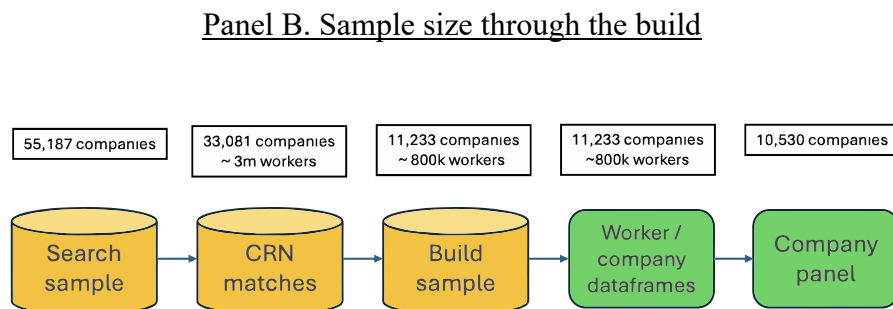 Panel B. Sample size through the build
55,187 companies
33,081 companies
~ 3m workers
11,233 companies
~ 800k workers
11,233 companies
~800k workers
10,530 companies
Search
sample
CRN
matches
Build
sample
Worker /
company
dataframes
Company
panel